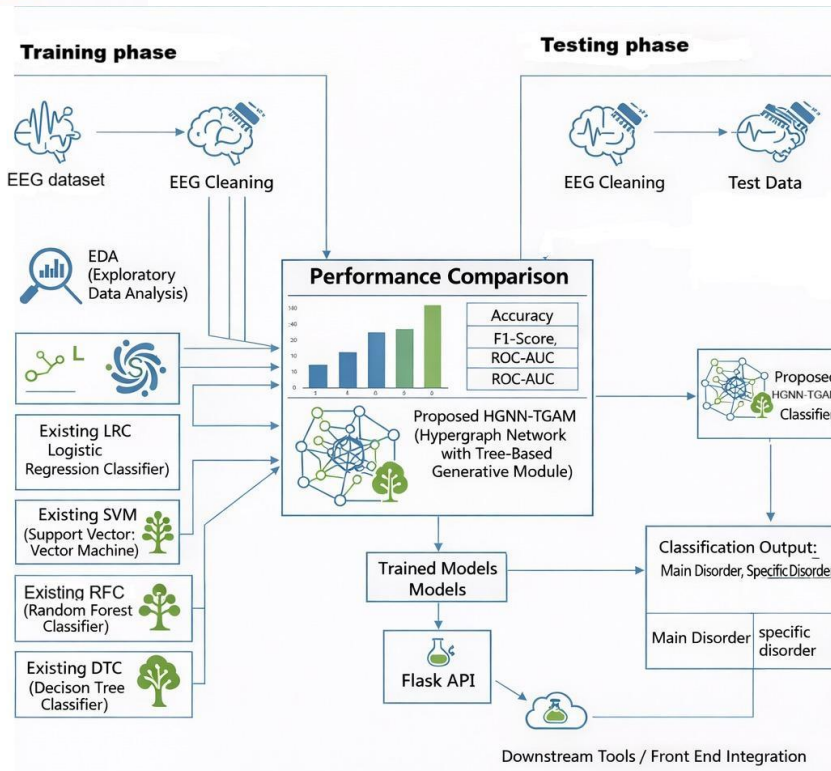 Training phase
Testing phase
EEG dataset
EEG Cleaning
EEG Cleaning
Test Data
EDA
(Exploratory
Data Analysis)
L
S
Existing LRC
Logistic
Regression Classifier)
Existing SVM
(Support Vector:
Vector Machine)
Existing RFC
(Random Forest
Classifier)
Existing DTC
(Decison Tree
Classifier)
Performance Comparison
Accuracy
F1-Score,
ROC-AUC
ROC-AUC
Proposed HGNN-TGAM
(Hypergraph Network
with Tree-Based
Generative Module)
Trained Models
Models
Flask API
Downstream Tools / Front End Integration
Proposed
HGNN-TGAM
Classifier
Classification Output:
Main Disorder, Specific Disorder
Main Disorder
specific
disorder